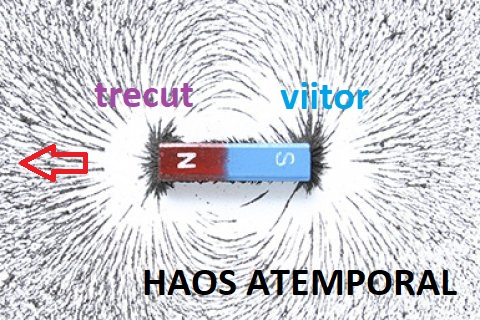 trecut viitor
N S
HAOS ATEMPORAL